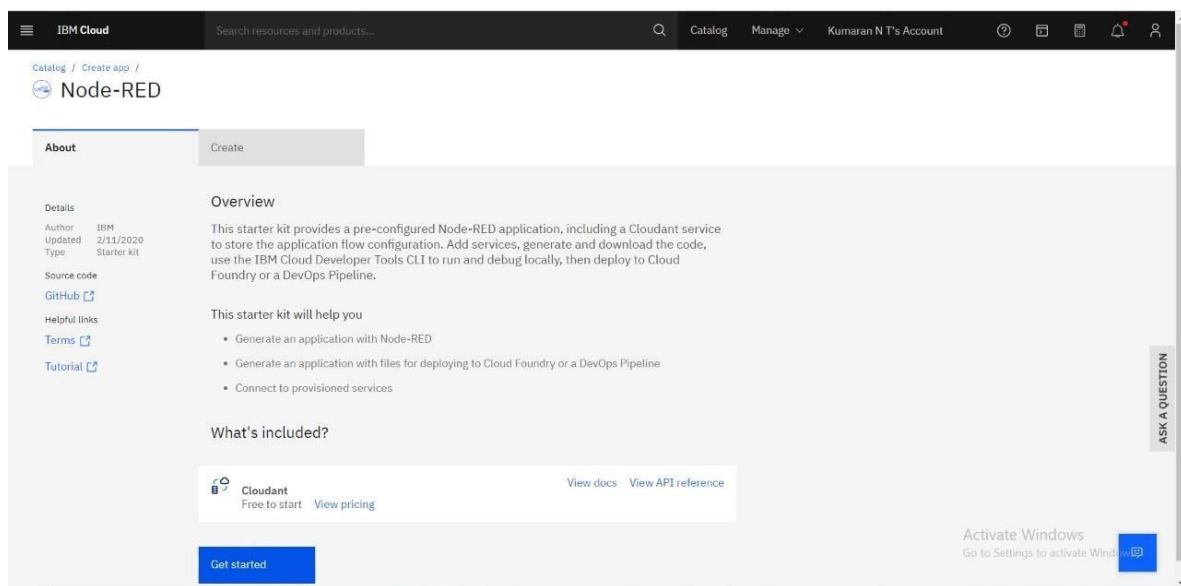 IBM Cloud
Search resources and products...
Catalog
Manage
Kumaran N T's Account
Catalog / Create app /
Node-RED
About
Create
Details
Author IBM
Updated 2/11/2020
Type Starter kit
Source code
GitHub
Helpful links
Terms
Tutorial
Overview
This starter kit provides a pre-configured Node-RED application, including a Cloudant service
to store the application flow configuration. Add services, generate and download the code,
use the IBM Cloud Developer Tools CLI to run and debug locally, then deploy to Cloud
Foundry or a DevOps Pipeline.
This starter kit will help you
• Generate an application with Node-RED
• Generate an application with files for deploying to Cloud Foundry or a DevOps Pipeline
• Connect to provisioned services
What's included?
Cloudant
Free to start View pricing
View docs View API reference
Get started
ASK A QUESTION
Activate Windows
Go to Settings to activate Windows